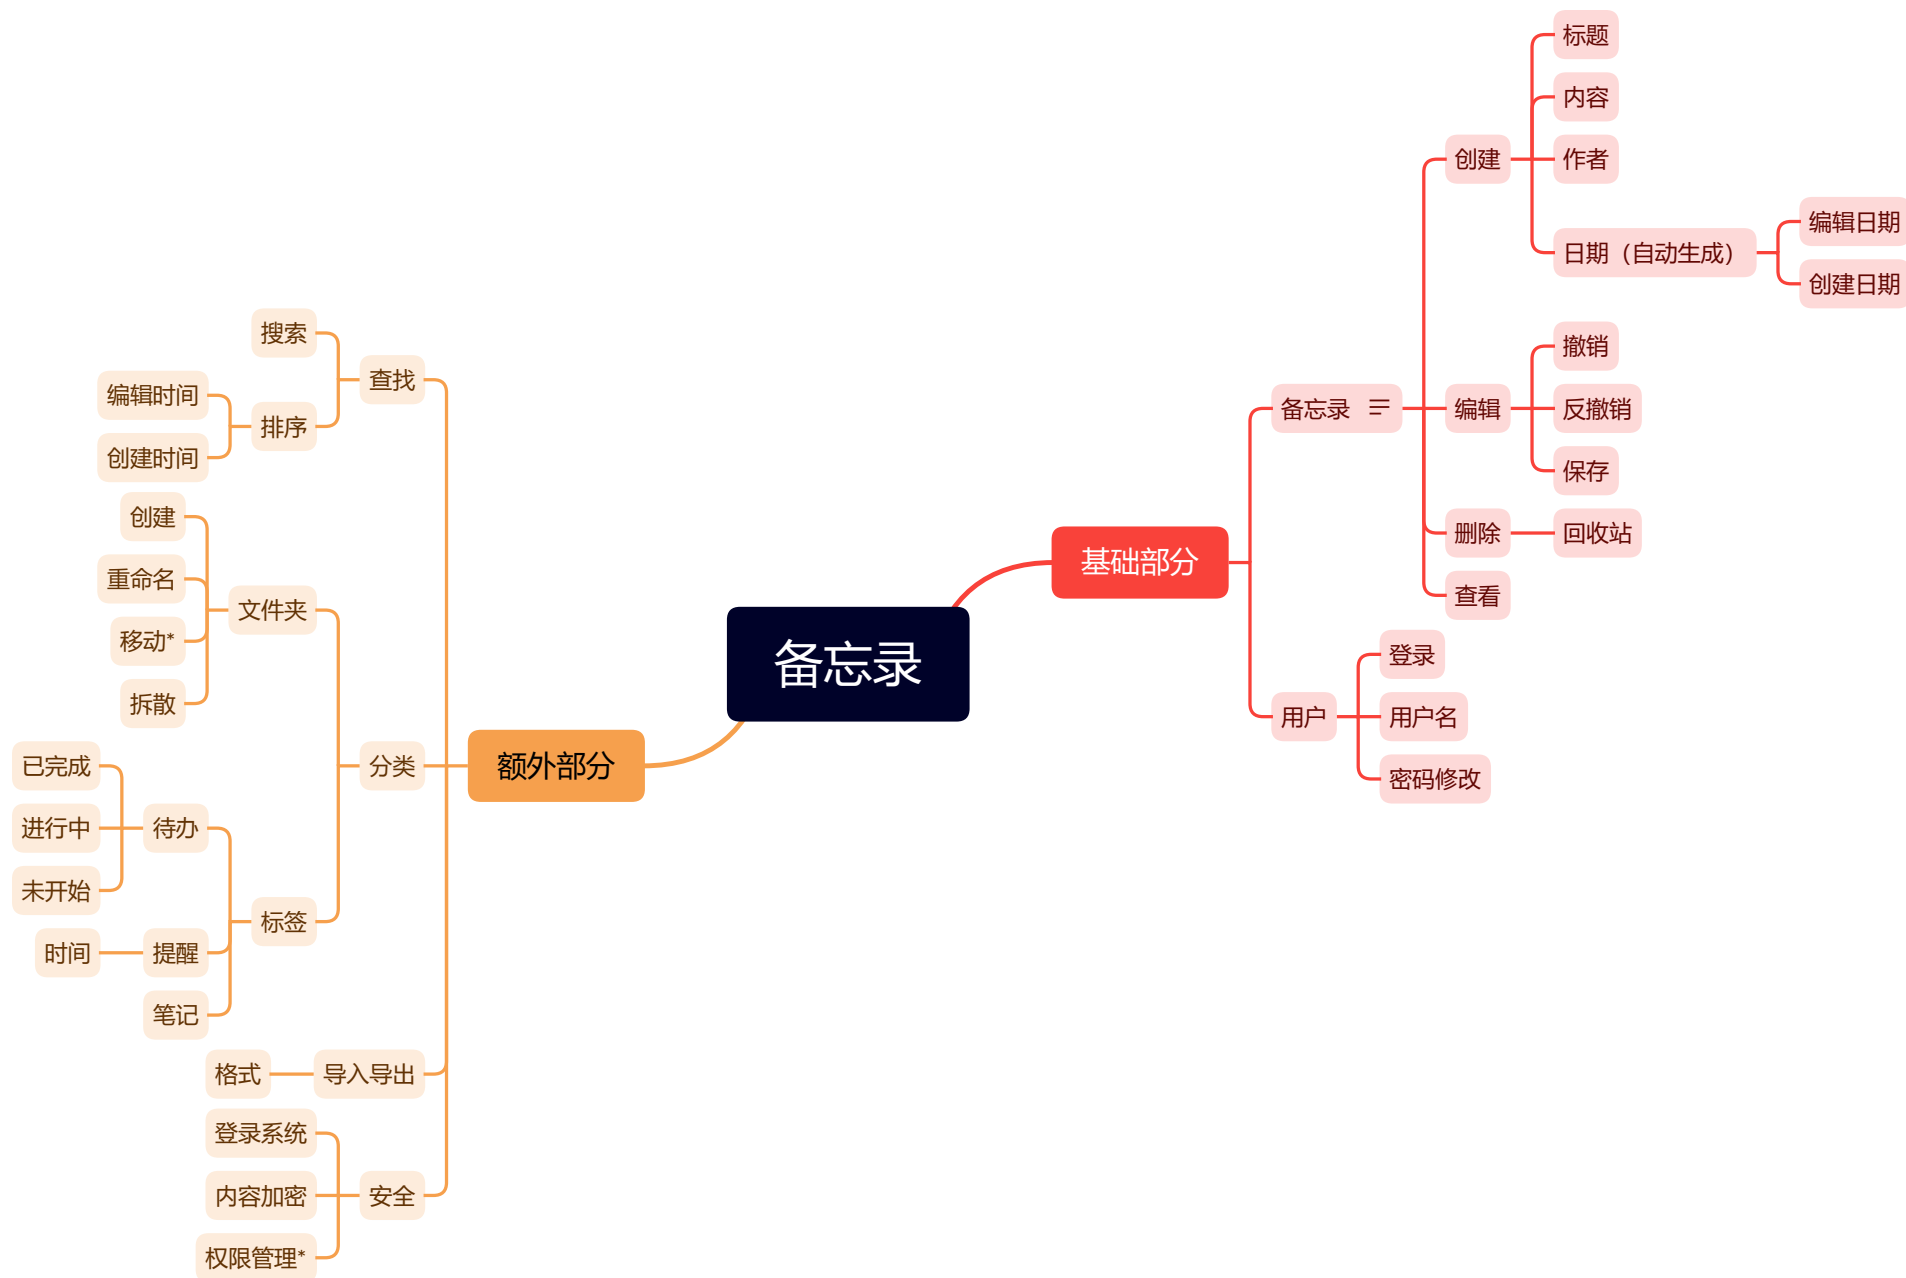 备忘录
基础部分
备忘录
创建
标题
内容
作者
日期（自动生成）
编辑日期
创建日期
编辑
撤销
反撤销
保存
删除
回收站
查看
用户
登录
用户名
密码修改
额外部分
查找
搜索
排序
编辑时间
创建时间
分类
文件夹
创建
重命名
移动*
拆散
标签
待办
已完成
进行中
未开始
提醒
时间
笔记
导入导出
格式
安全
登录系统
内容加密
权限管理*